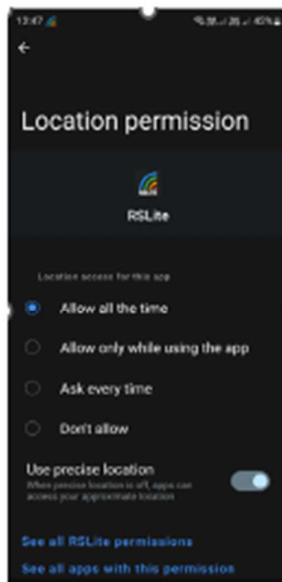 13:47
45%
Location permission
RSLite
Location access for this app
Allow all the time
Allow only while using the app
Ask every time
Don't allow
Use precise location
When precise location is off, apps can
access your approximate location
See all RSLite permissions
See all apps with this permission